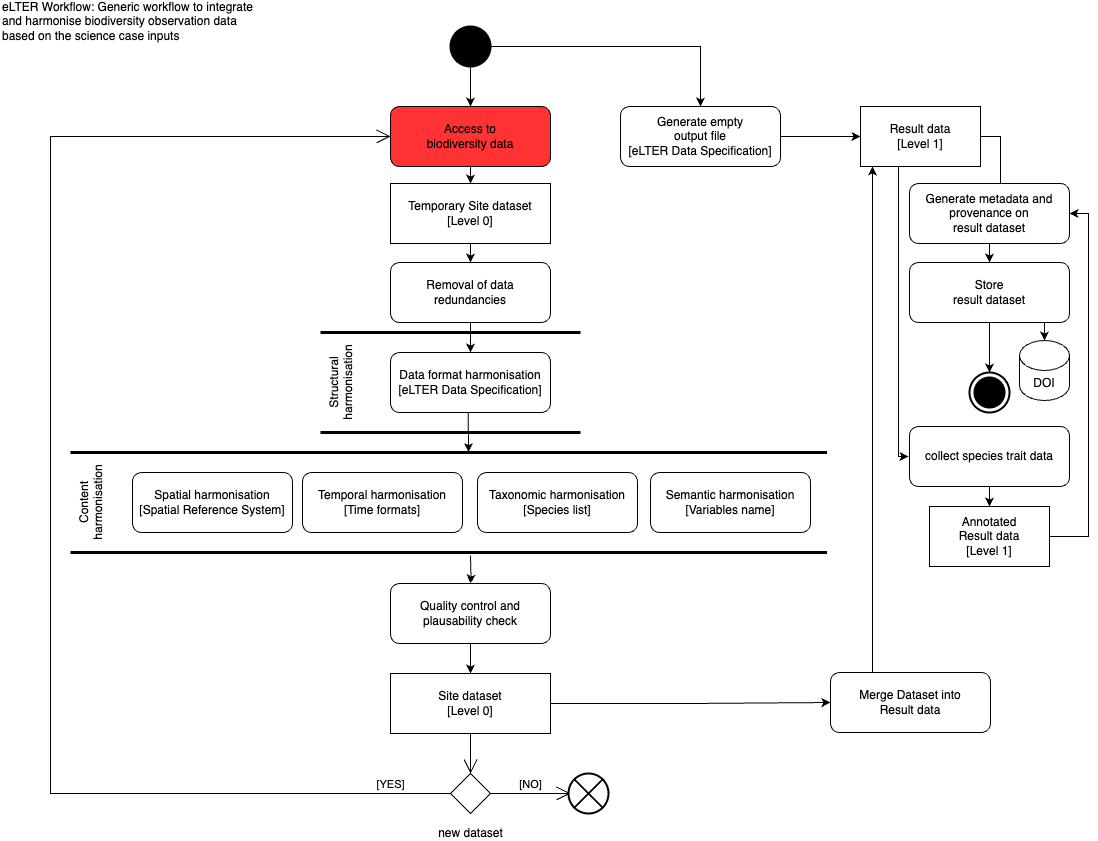 eLTER Workflow: Generic workflow to integrate
and harmonise biodiversity observation data
based on the science case inputs
Access to
biodiversity data
Generate empty
output file
[eLTER Data Specification]
Result data
[Level 1]
Temporary Site dataset
[Level 0]
Generate metadata and
provenance on
result dataset
Removal of data
redundancies
Store
result dataset
Structural
harmonisation
Data format harmonisation
[eLTER Data Specification]
DOI
collect species trait data
Content
harmonisation
Spatial harmonisation
[Spatial Reference System]
Temporal harmonisation
[Time formats]
Taxonomic harmonisation
[Species list]
Semantic harmonisation
[Variables name]
Annotated
Result data
[Level 1]
Quality control and
plausability check
Site dataset
[Level 0]
Merge Dataset into
Result data
[YES]
[NO]
new dataset